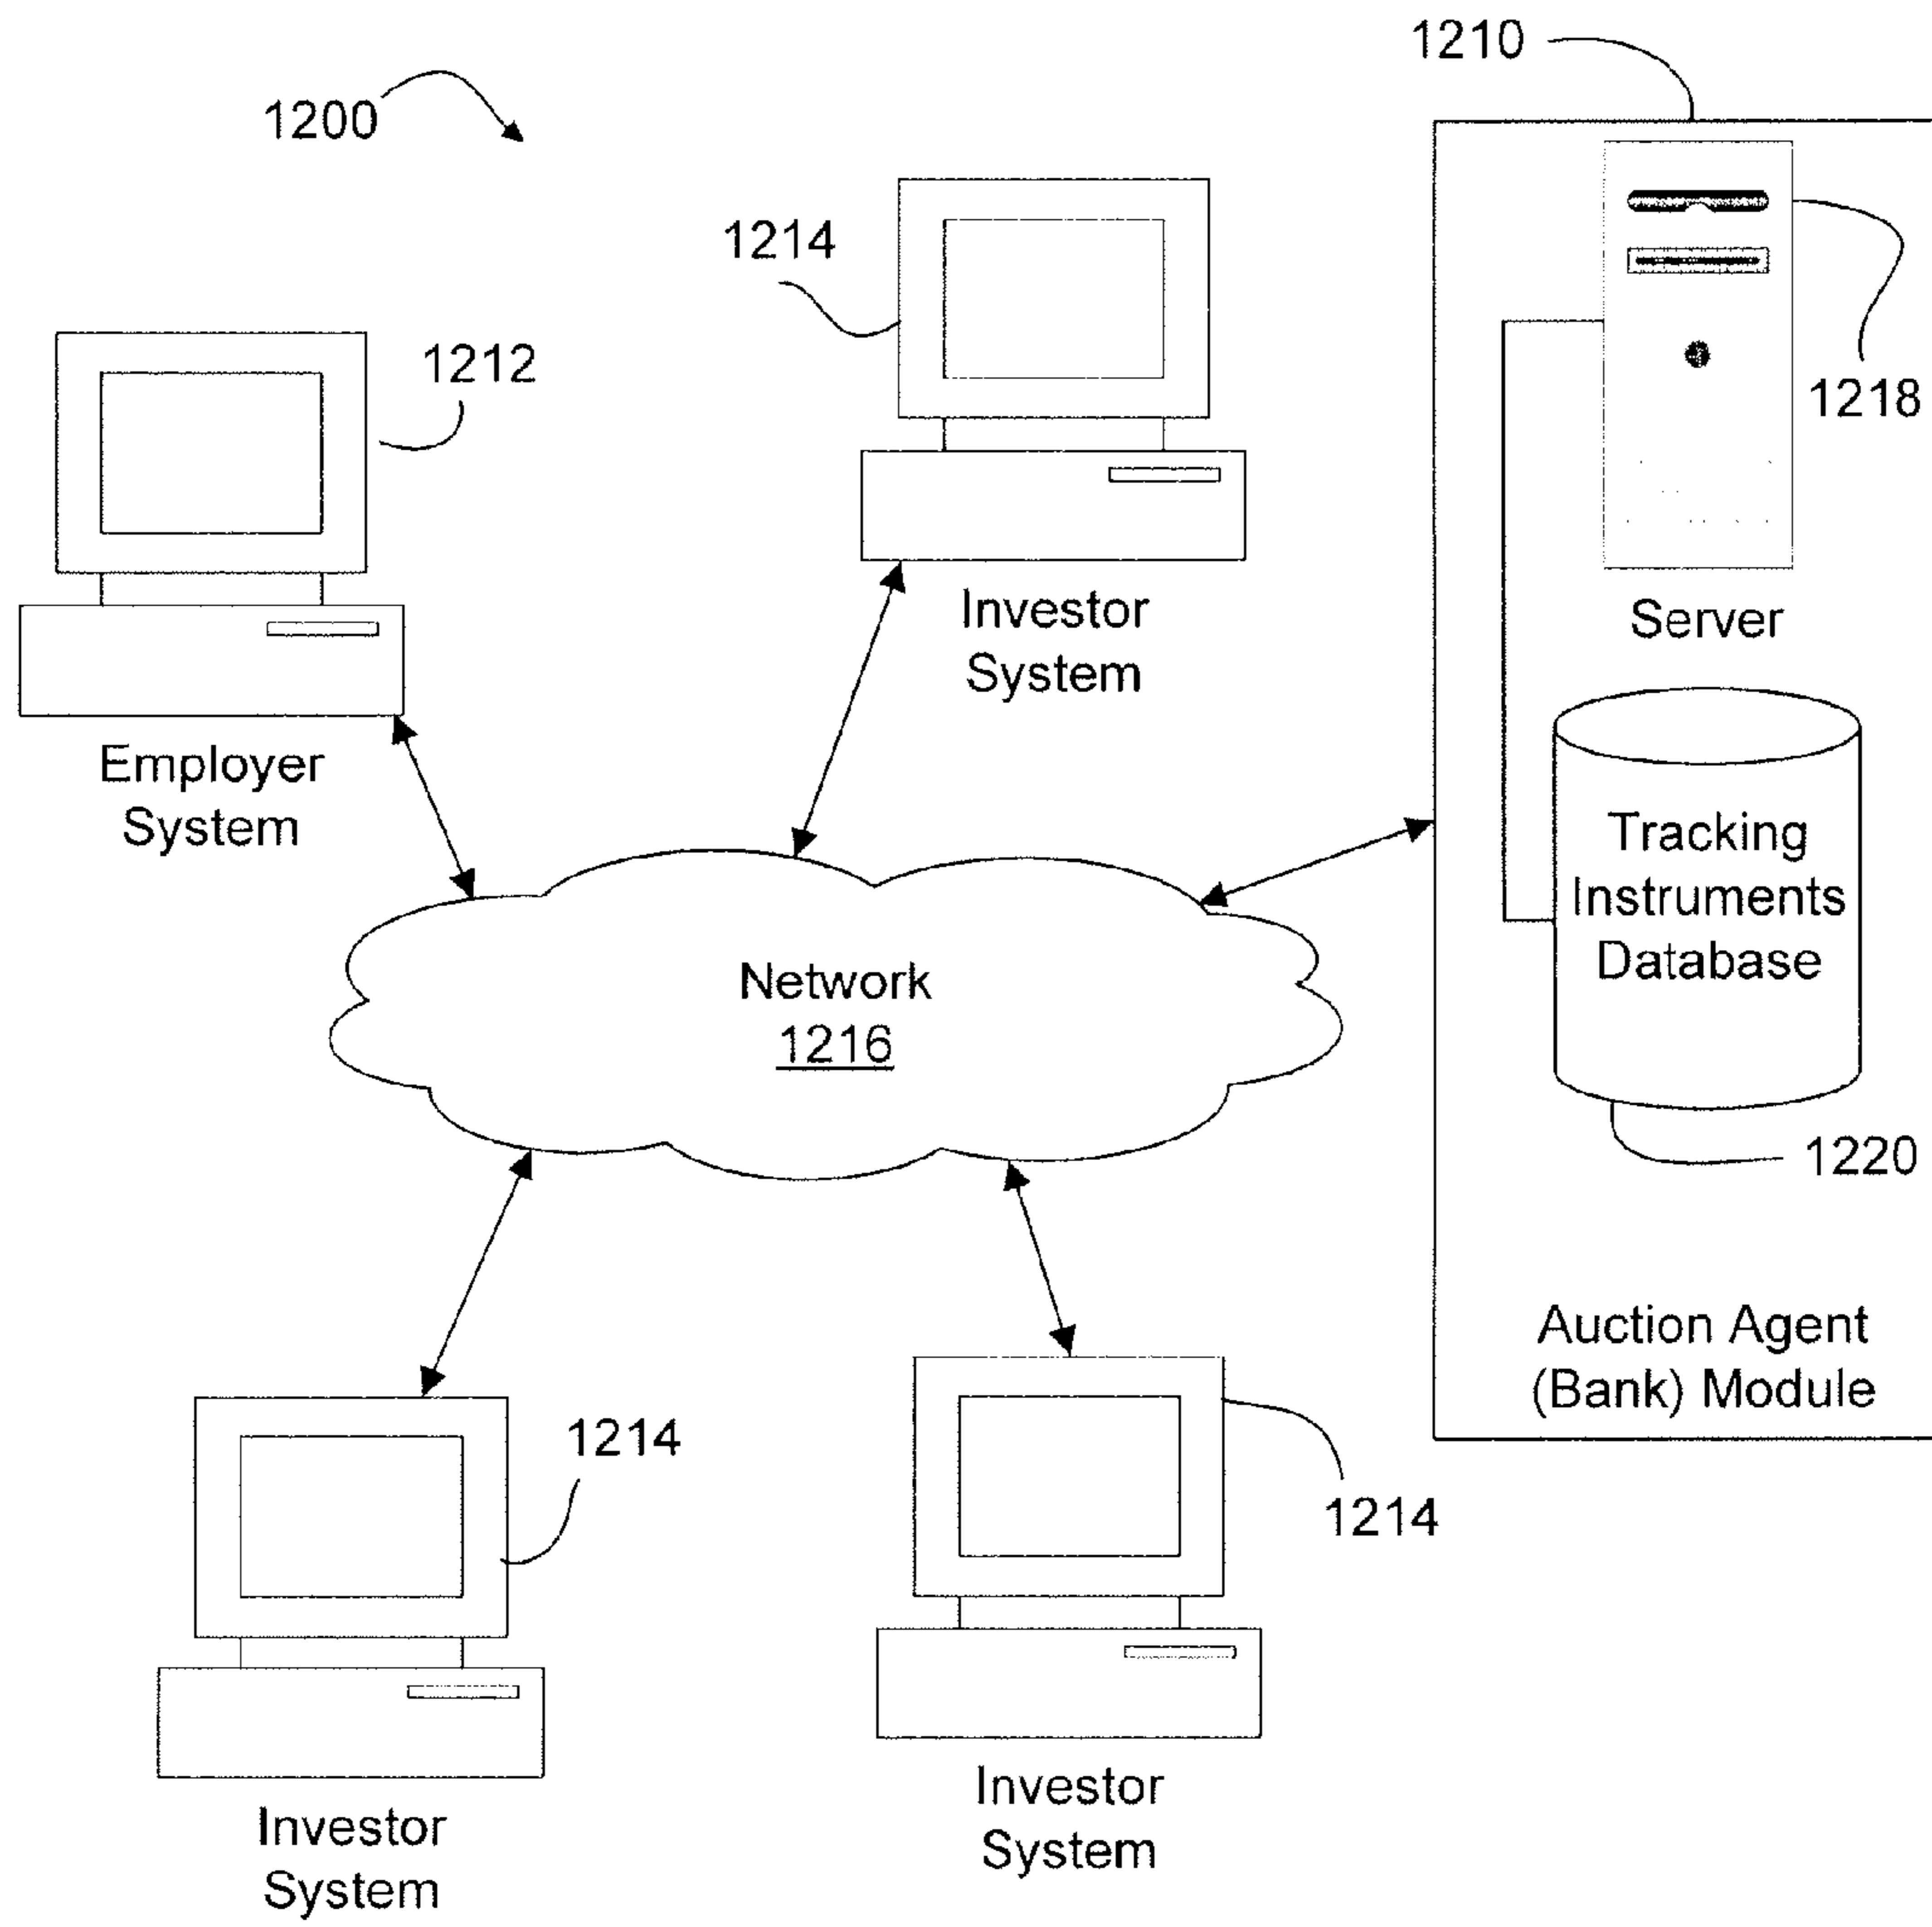 1210
1200
1214
1212
1218
Investor
System
Server
Employer
System
Tracking
Instruments
Database
Network
1216
1220
Auction Agent
(Bank) Module
1214
1214
Investor
System
Investor
System